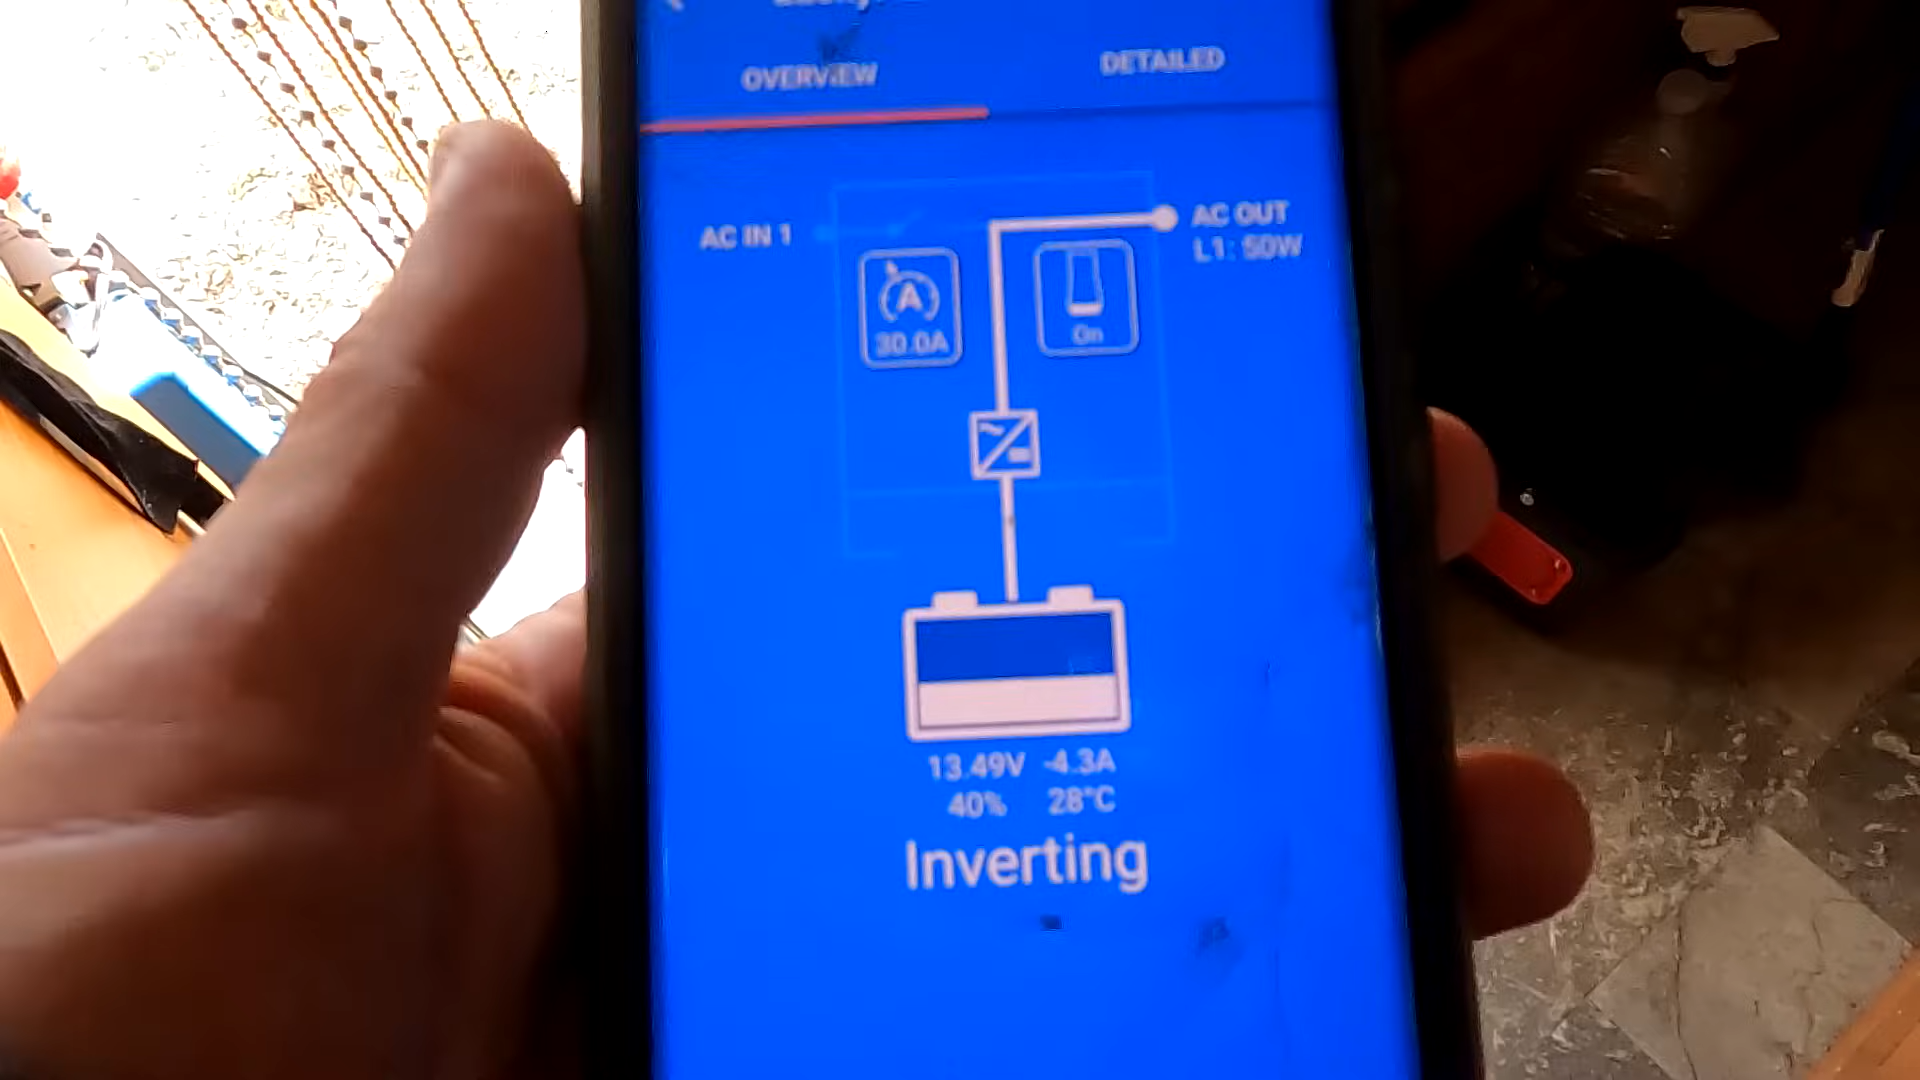 OVERVIEW
DETAILED
AC IN 1
AC OUT
L1: 50W
A
30.0A
On
13.49V -4.3A
40% 28°C
Inverting